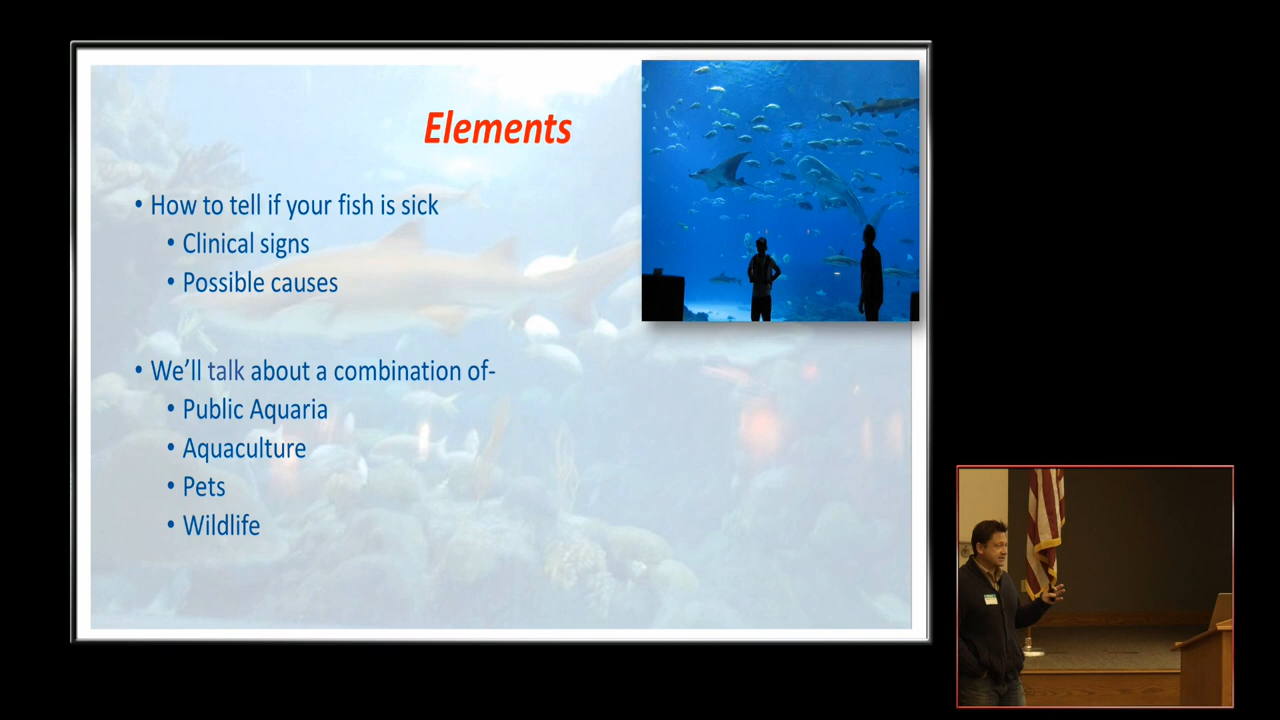 Elements
• How to tell if your fish is sick
• Clinical signs
• Possible causes
• We'll talk about a combination of-
• Public Aquaria
• Aquaculture
• Pets
• Wildlife